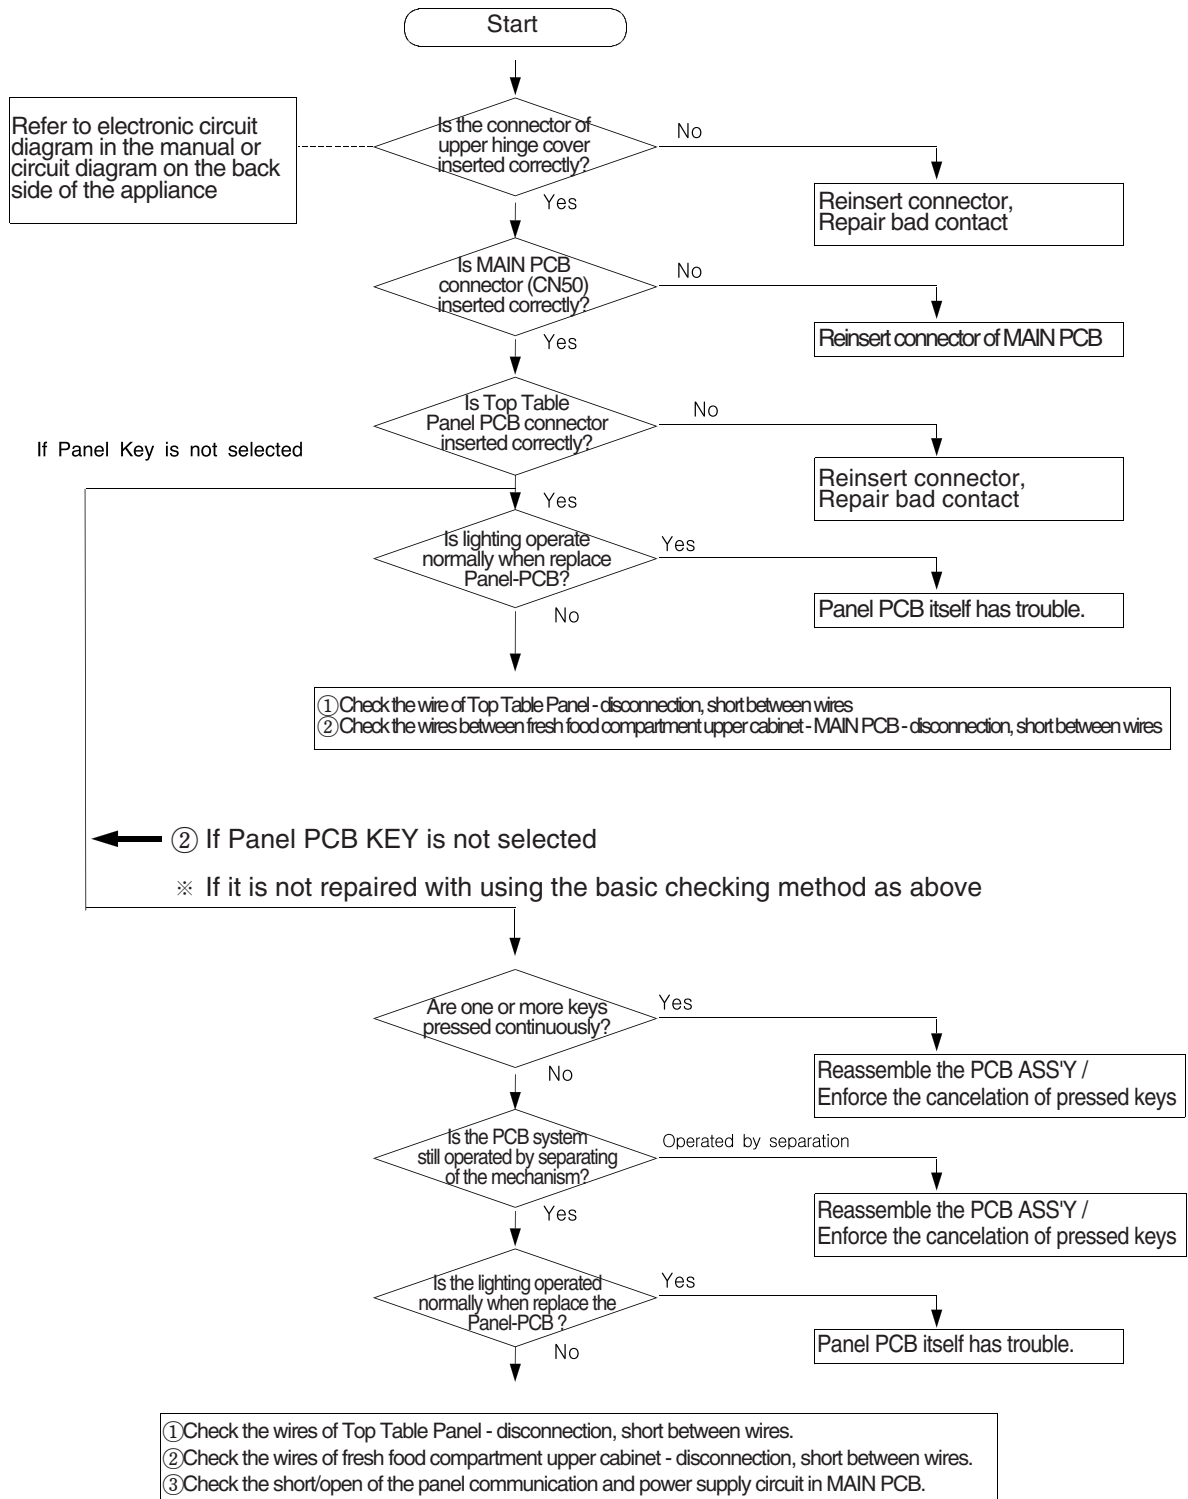 Start
Refer to electronic circuit
diagram in the manual or
circuit diagram on the back
side of the appliance
Is the connector of
upper hinge cover
inserted correctly?
No
Reinsert connector,
Repair bad contact
Yes
Is MAIN PCB
connector (CN50)
inserted correctly?
No
Reinsert connector of MAIN PCB
Yes
Is Top Table
Panel PCB connector
inserted correctly?
No
Reinsert connector,
Repair bad contact
If Panel Key is not selected
Yes
Is lighting operate
normally when replace
Panel-PCB?
Yes
Panel PCB itself has trouble.
No
①Check the wire of Top Table Panel - disconnection, short between wires
②Check the wires between fresh food compartment upper cabinet - MAIN PCB - disconnection, short between wires
② If Panel PCB KEY is not selected
※ If it is not repaired with using the basic checking method as above
Are one or more keys
pressed continuously?
Yes
Reassemble the PCB ASS'Y /
Enforce the cancelation of pressed keys
No
Is the PCB system
still operated by separating
of the mechanism?
Operated by separation
Reassemble the PCB ASS'Y /
Enforce the cancelation of pressed keys
Yes
Is the lighting operated
normally when replace the
Panel-PCB ?
Yes
Panel PCB itself has trouble.
No
①Check the wires of Top Table Panel - disconnection, short between wires.
②Check the wires of fresh food compartment upper cabinet - disconnection, short between wires.
③Check the short/open of the panel communication and power supply circuit in MAIN PCB.